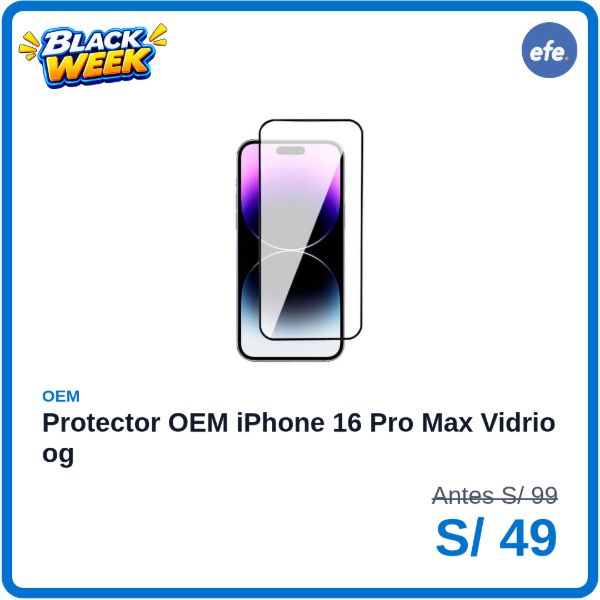 BLACK
WEEK
efe.
OEM
Protector OEM iPhone 16 Pro Max Vidrio
og
Antes S/ 99
S/ 49